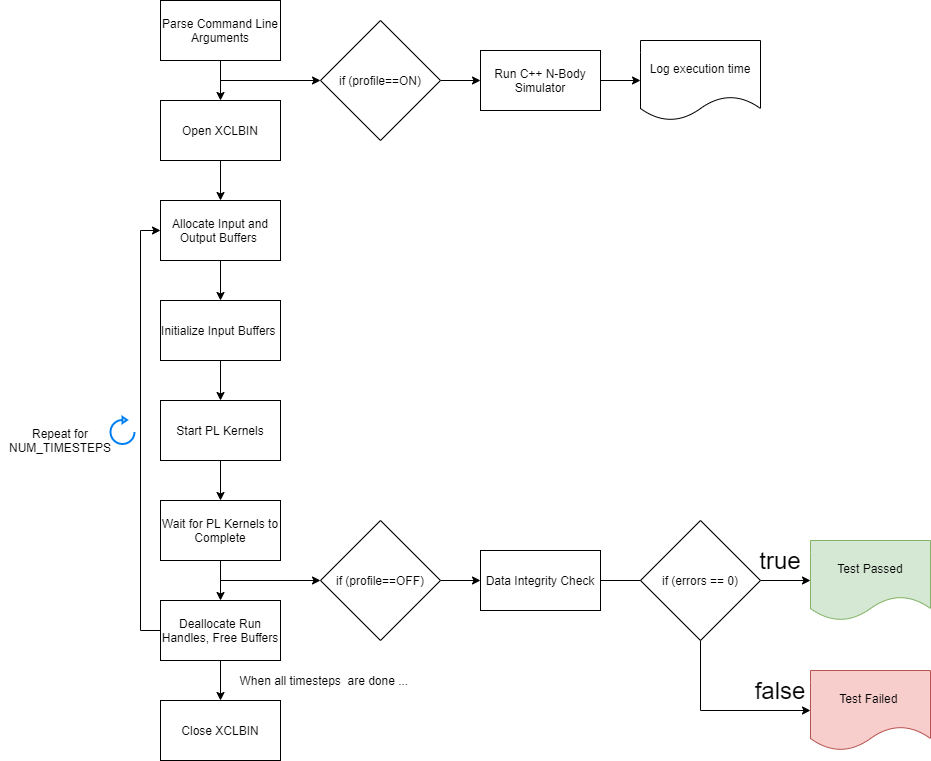 Parse Command Line
Arguments
if (profile==ON)
Run C++ N-Body
Simulator
Log execution time
Open XCLBIN
Allocate Input and
Output Buffers
Initialize Input Buffers
Repeat for
NUM_TIMESTEPS
Start PL Kernels
Wait for PL Kernels to
Complete
if (profile==OFF)
Data Integrity Check
if (errors == 0)
true
Test Passed
Deallocate Run
Handles, Free Buffers
When all timesteps  are done ...
false
Test Failed
Close XCLBIN